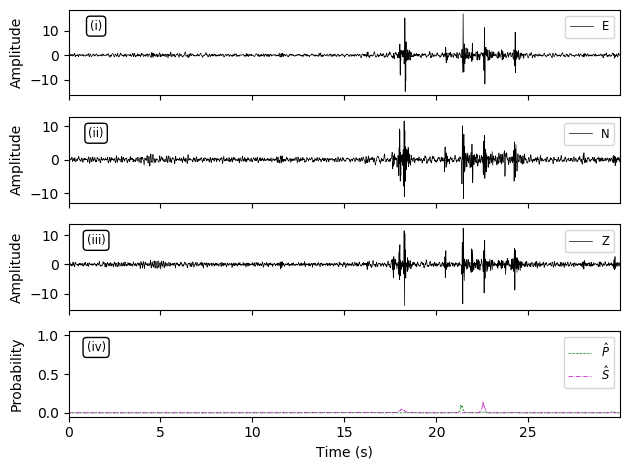 (i)
E
10
0
−10
Amplitude
(ii)
N
10
0
−10
Amplitude
(iii)
Z
10
0
−10
Amplitude
(iv)
P̂
Ŝ
1.0
0.5
0.0
Probability
0 5 10 15 20 25
Time (s)